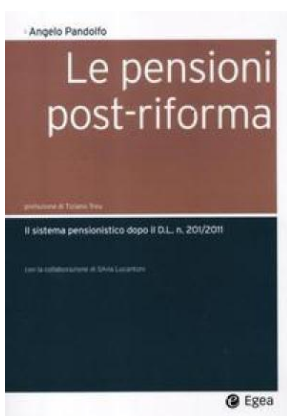 Angelo Pandolfo
Le pensioni
post-riforma
prefazione di Tiziano Treu
Il sistema pensionistico dopo il D.L. n. 201/2011
con la collaborazione di Silvia Lucantoni
Egea